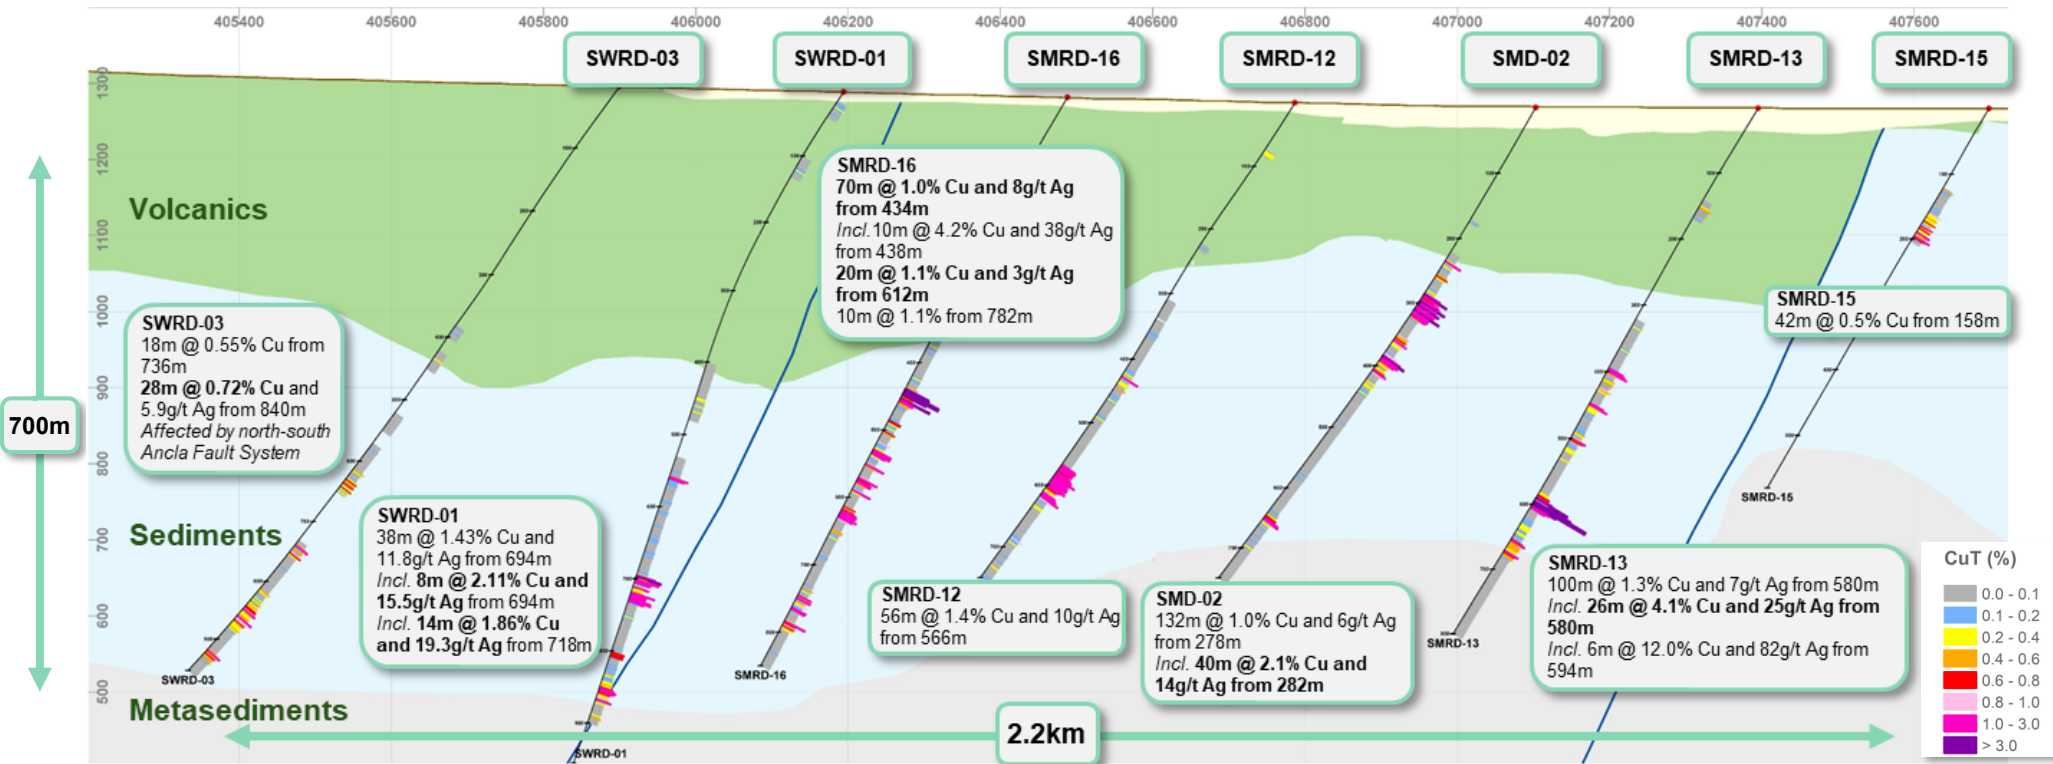 405400 405600 405800 406000 406200 406400 406600 406800 407000 407200 407400 407600
SWRD-03
SWRD-01
SMRD-16
SMRD-12
SMD-02
SMRD-13
SMRD-15
1300
1200
1100
1000
900
800
700
600
500
700m
Volcanics
Sediments
Metasediments
SWRD-03
18m @ 0.55% Cu from
736m
28m @ 0.72% Cu and
5.9g/t Ag from 840m
Affected by north-south
Ancla Fault System
SWRD-01
38m @ 1.43% Cu and
11.8g/t Ag from 694m
Incl. 8m @ 2.11% Cu and
15.5g/t Ag from 694m
Incl. 14m @ 1.86% Cu
and 19.3g/t Ag from 718m
SMRD-16
70m @ 1.0% Cu and 8g/t Ag
from 434m
Incl. 10m @ 4.2% Cu and 38g/t Ag
from 438m
20m @ 1.1% Cu and 3g/t Ag
from 612m
10m @ 1.1% from 782m
SMRD-12
56m @ 1.4% Cu and 10g/t Ag
from 566m
SMD-02
132m @ 1.0% Cu and 6g/t Ag
from 278m
Incl. 40m @ 2.1% Cu and
14g/t Ag from 282m
SMRD-13
100m @ 1.3% Cu and 7g/t Ag from 580m
Incl. 26m @ 4.1% Cu and 25g/t Ag from
580m
Incl. 6m @ 12.0% Cu and 82g/t Ag from
594m
SMRD-15
42m @ 0.5% Cu from 158m
SWRD-03
SWRD-01
SMRD-16
SMRD-13
SMRD-15
2.2km
CuT (%)
0.0 - 0.1
0.1 - 0.2
0.2 - 0.4
0.4 - 0.6
0.6 - 0.8
0.8 - 1.0
1.0 - 3.0
> 3.0